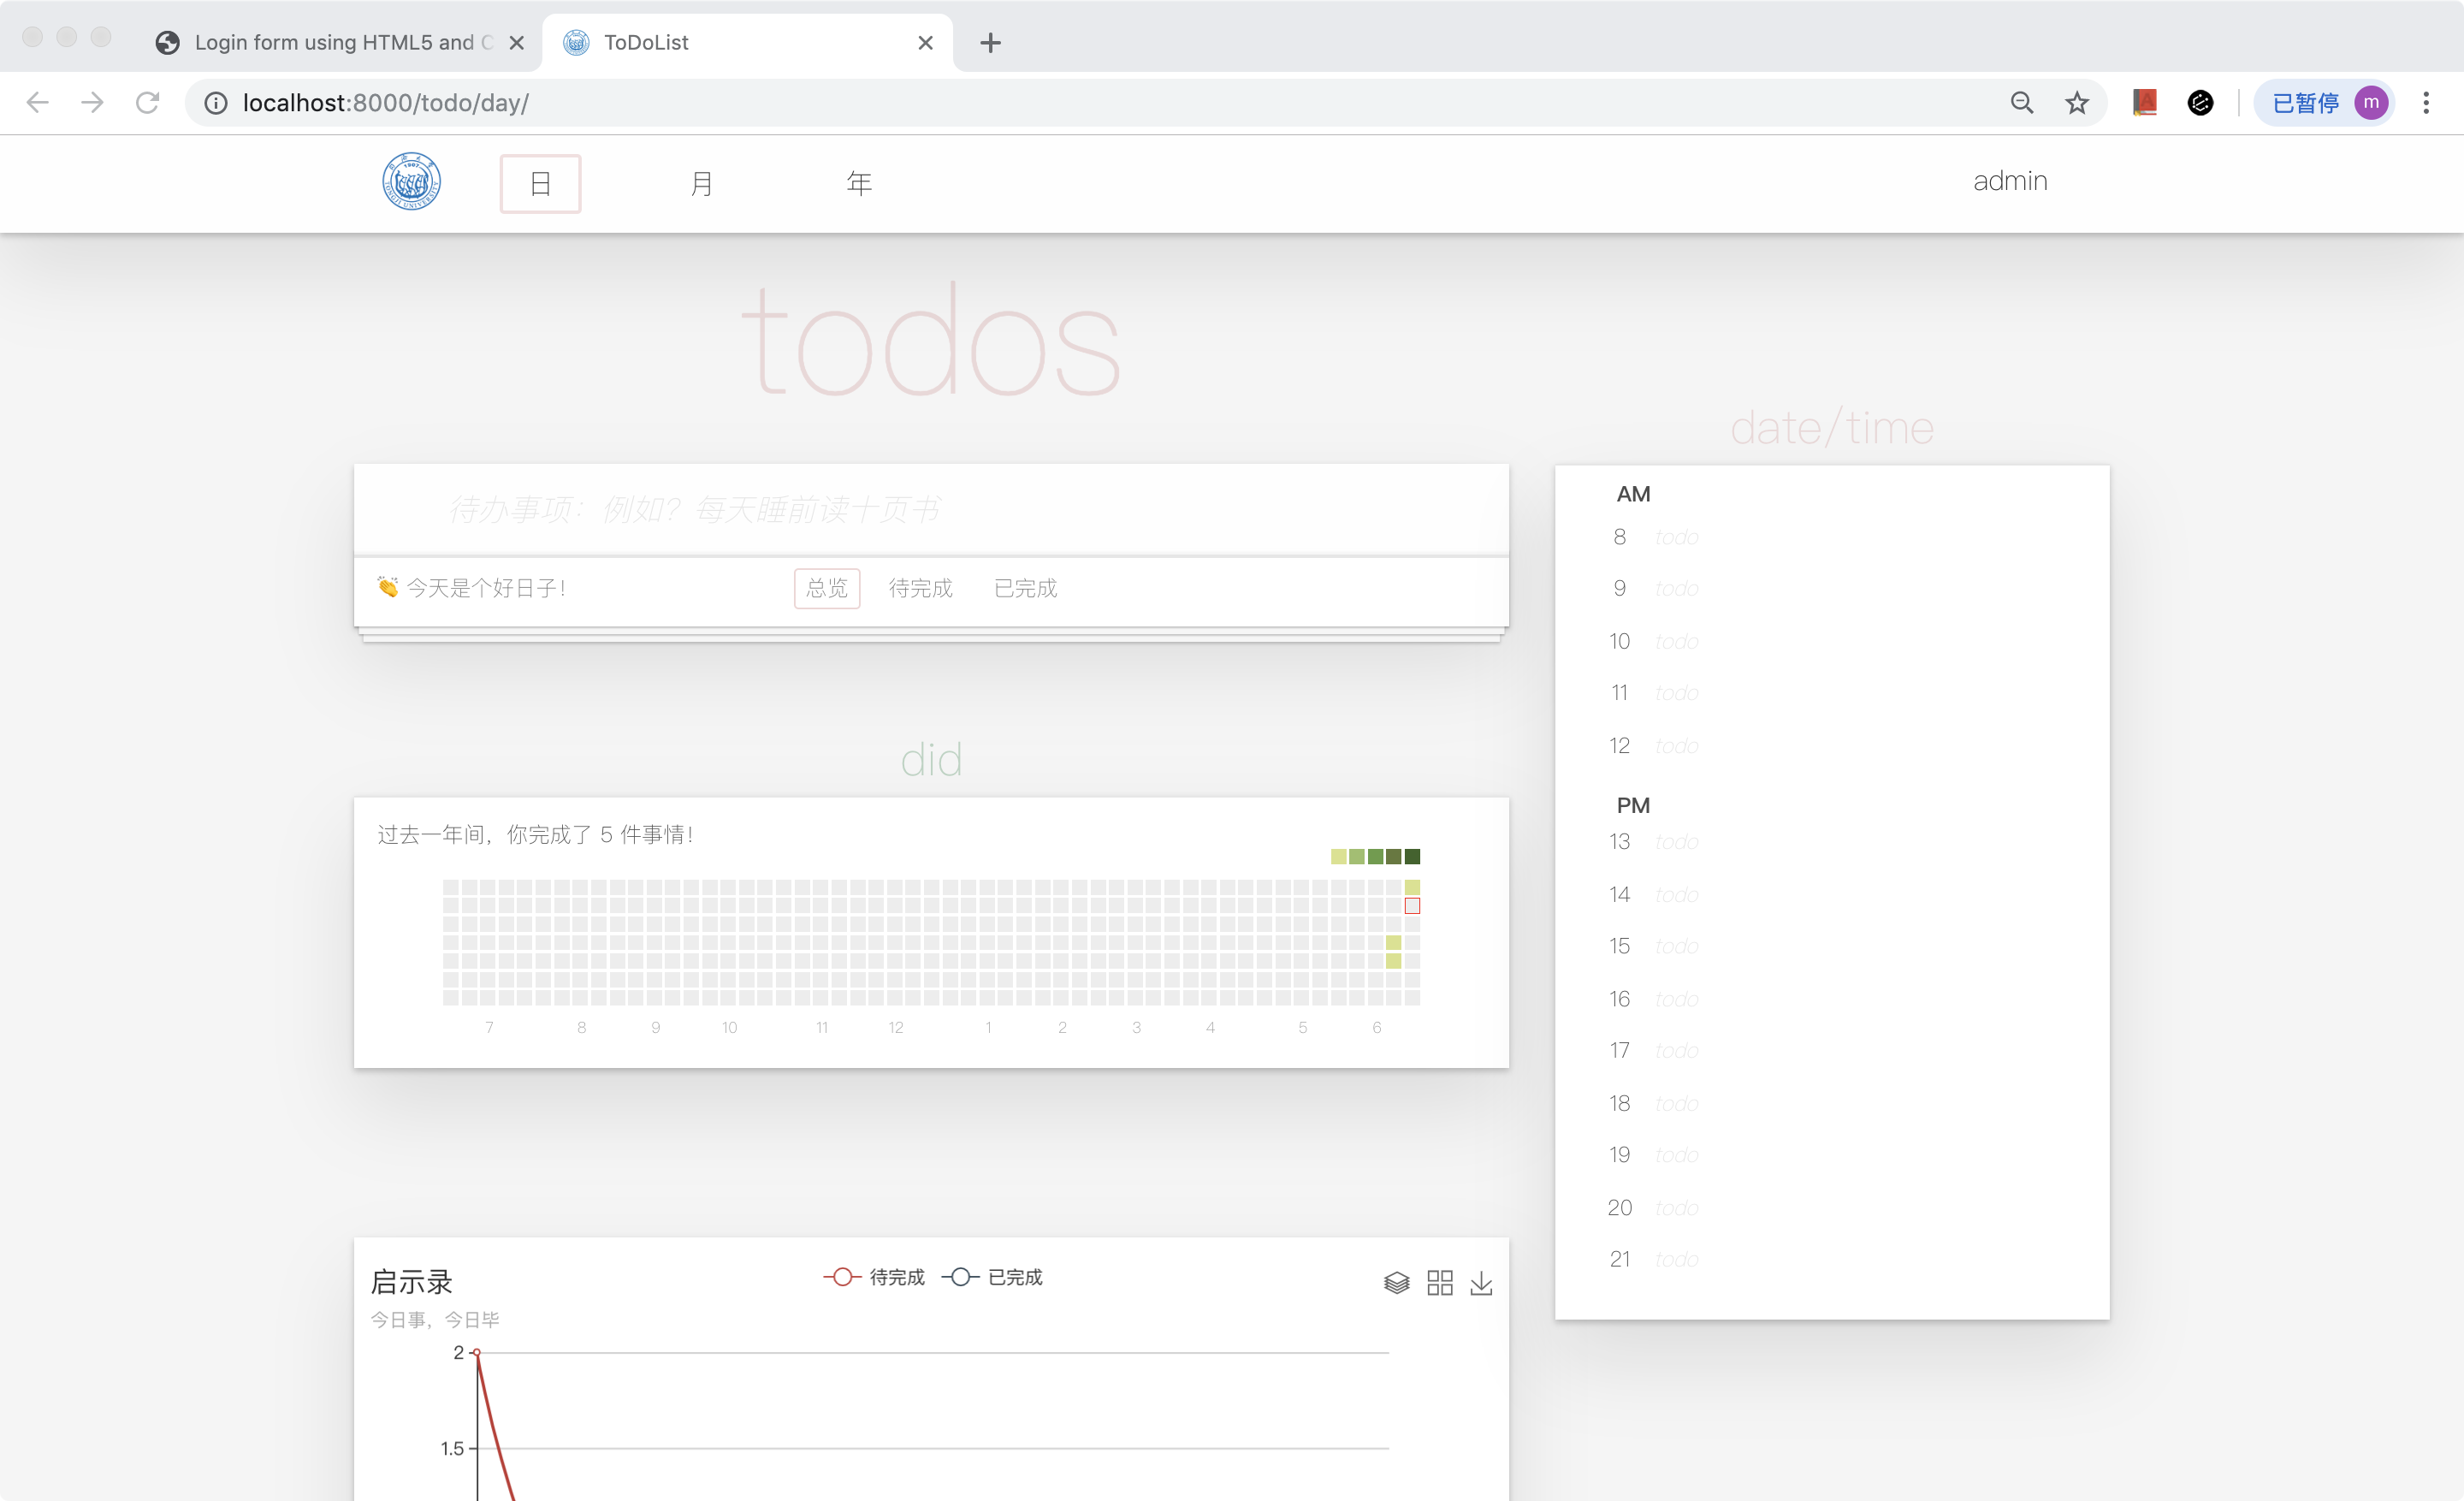 Login form using HTML5 and C
ToDoList
localhost:8000/todo/day/
已暂停 m
日 月 年
admin
todos
待办事项：例如？每天睡前读十页书
👏 今天是个好日子！
总览 待完成 已完成
did
过去一年间，你完成了 5 件事情！
7 8 9 10 11 12 1 2 3 4 5 6
启示录
今日事，今日毕
待完成 已完成
2
1.5
date/time
AM
8 todo
9 todo
10 todo
11 todo
12 todo
PM
13 todo
14 todo
15 todo
16 todo
17 todo
18 todo
19 todo
20 todo
21 todo